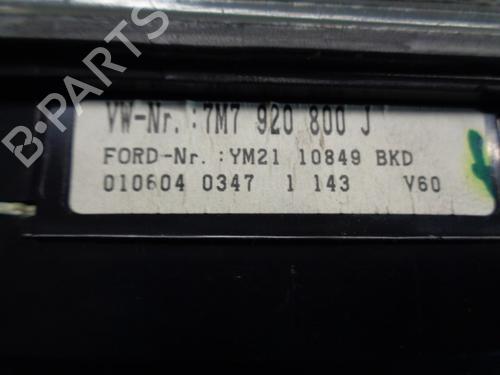 VW-Nr. :7M7 920 800 J
FORD-Nr. :YM21 10849 BKD
010604 0347 1 143 V60
B-PARTS